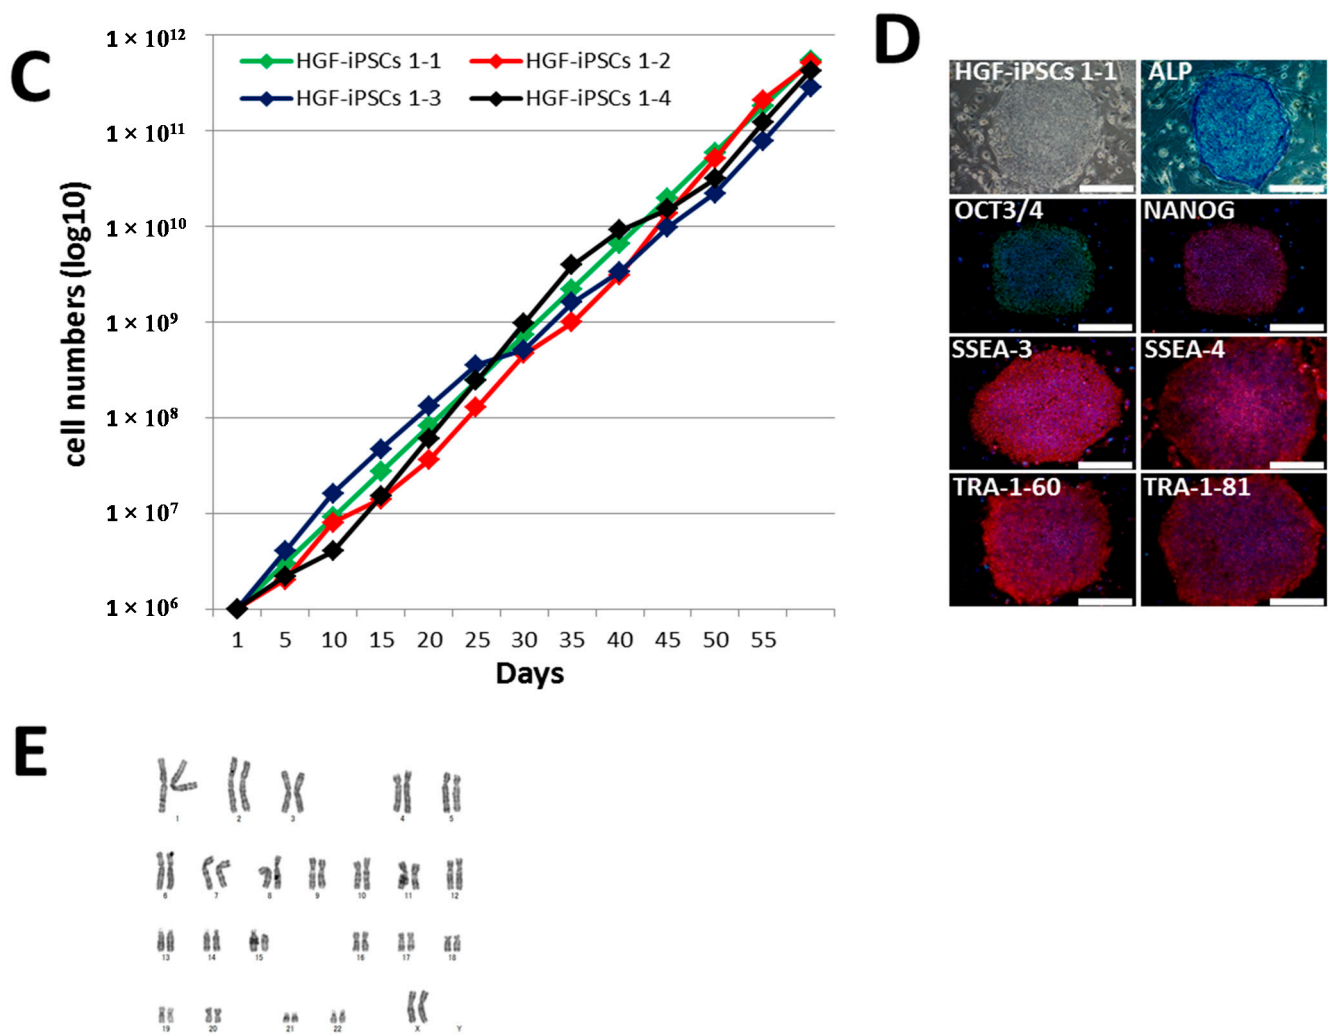 C
1 × 10¹²
1 × 10¹¹
1 × 10¹⁰
1 × 10⁹
1 × 10⁸
1 × 10⁷
1 × 10⁶
cell numbers (log10)
HGF-iPSCs 1-1 HGF-iPSCs 1-2
HGF-iPSCs 1-3 HGF-iPSCs 1-4
1 5 10 15 20 25 30 35 40 45 50 55
Days
D
HGF-iPSCs 1-1 ALP
OCT3/4 NANOG
SSEA-3 SSEA-4
TRA-1-60 TRA-1-81
E
1 2 3 4 5
6 7 8 9 10 11 12
13 14 15 16 17 18
19 20 21 22 X Y